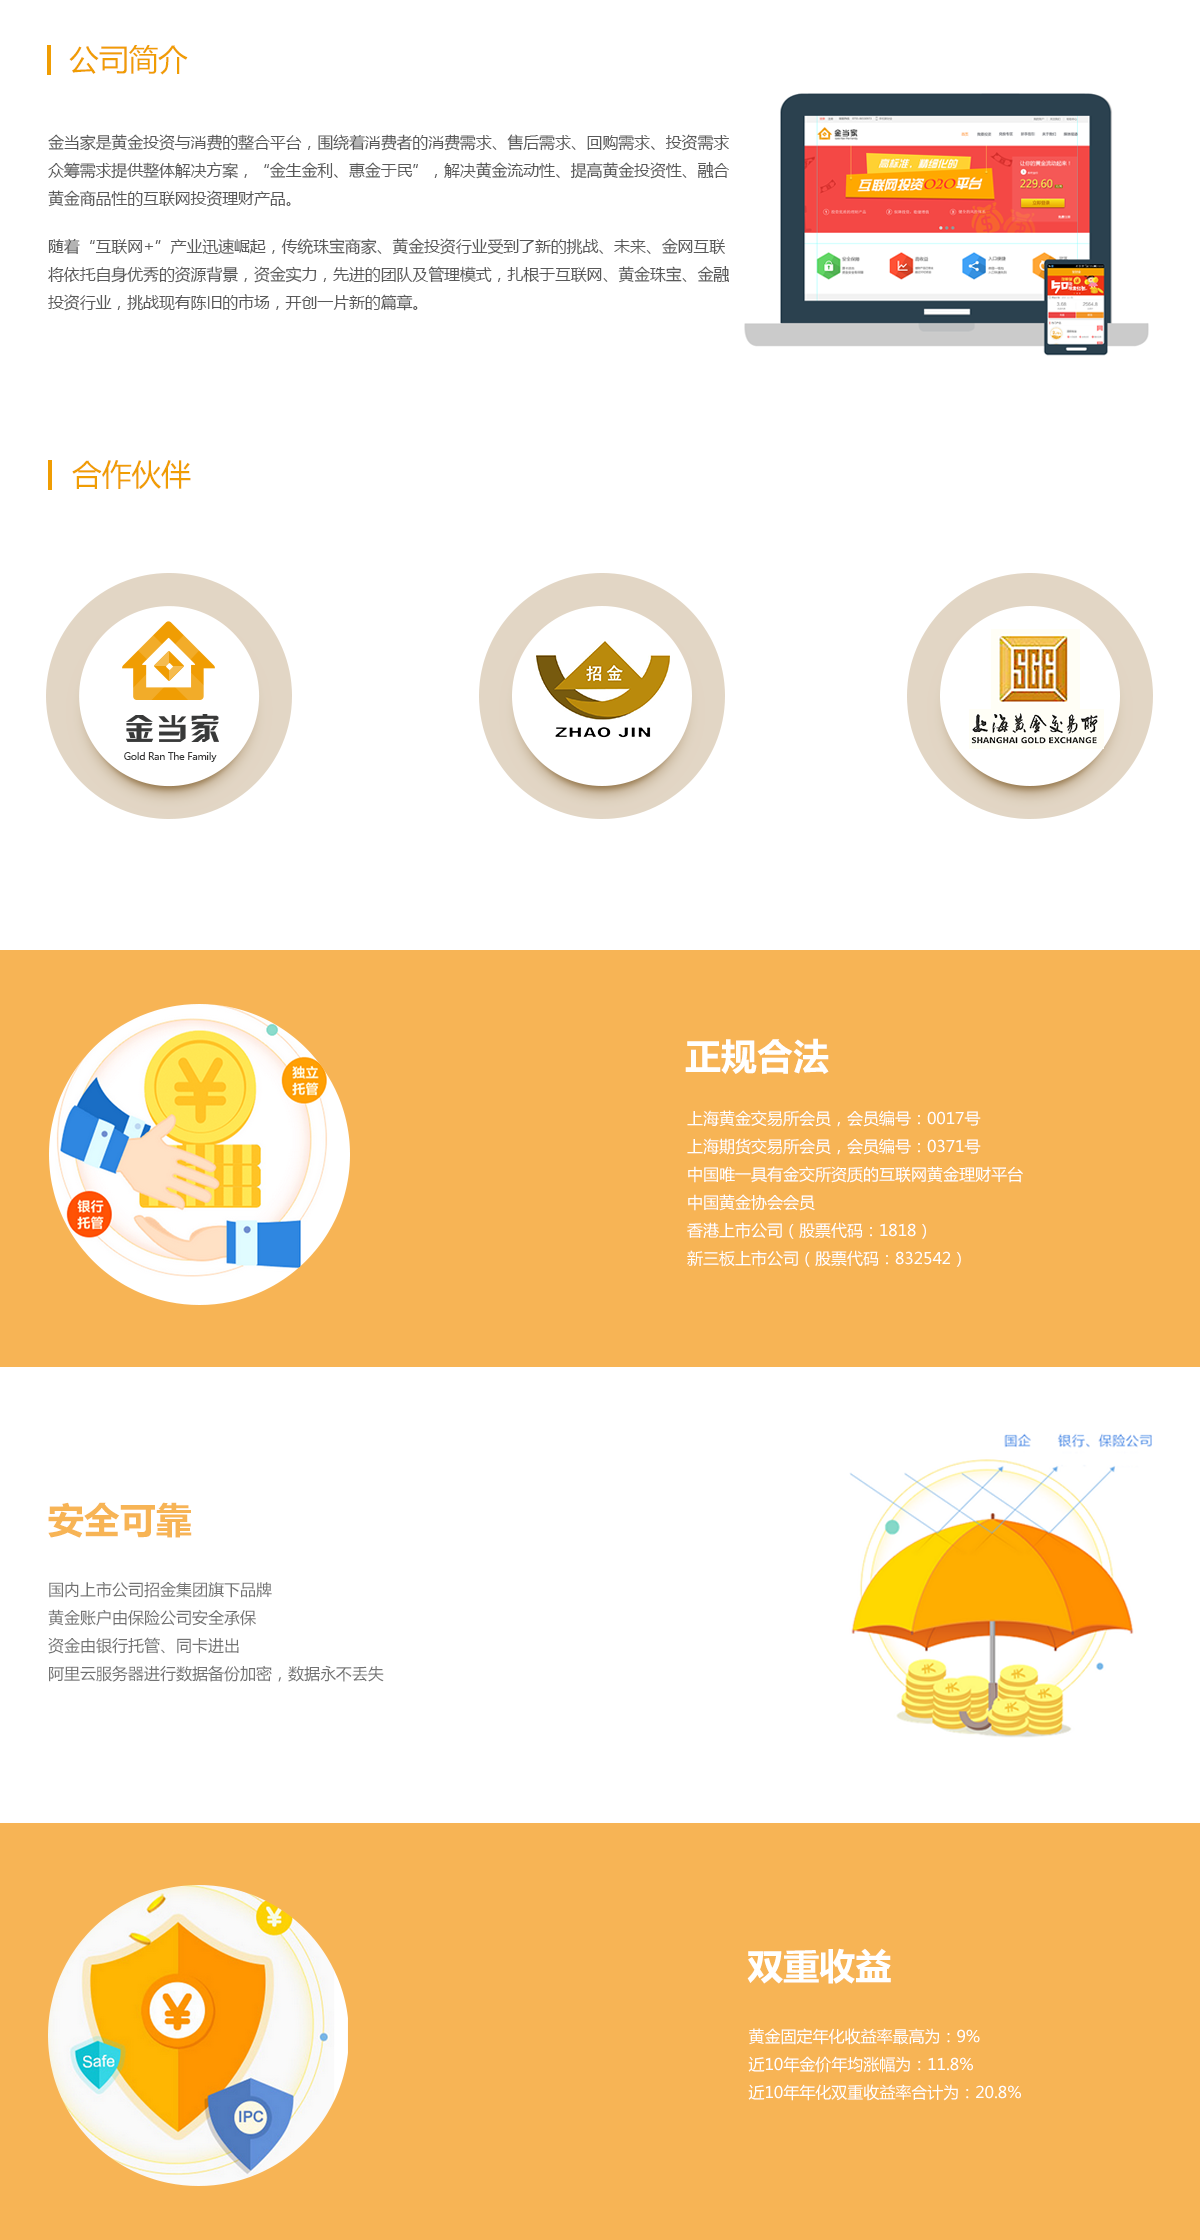 公司简介
金当家是黄金投资与消费的整合平台，围绕着消费者的消费需求、售后需求、回购需求、投资需求
众筹需求提供整体解决方案，“金生金利、惠金于民”，解决黄金流动性、提高黄金投资性、融合
黄金商品性的互联网投资理财产品。
随着“互联网+”产业迅速崛起，传统珠宝商家、黄金投资行业受到了新的挑战、未来、金网互联
将依托自身优秀的资源背景，资金实力，先进的团队及管理模式，扎根于互联网、黄金珠宝、金融
投资行业，挑战现有陈旧的市场，开创一片新的篇章。
金当家
高标准、精细化的
互联网投资O2O平台
让你的黄金流动起来！
229.60
合作伙伴
金当家
Gold Ran The Family
招金
ZHAO JIN
SGE
上海黄金交易所
SHANGHAI GOLD EXCHANGE
独立
托管
银行
托管
正规合法
上海黄金交易所会员，会员编号：0017号
上海期货交易所会员，会员编号：0371号
中国唯一具有金交所资质的互联网黄金理财平台
中国黄金协会会员
香港上市公司（股票代码：1818）
新三板上市公司（股票代码：832542）
国企 银行、保险公司
安全可靠
国内上市公司招金集团旗下品牌
黄金账户由保险公司安全承保
资金由银行托管、同卡进出
阿里云服务器进行数据备份加密，数据永不丢失
Safe
IPC
双重收益
黄金固定年化收益率最高为：9%
近10年金价年均涨幅为：11.8%
近10年年化双重收益率合计为：20.8%